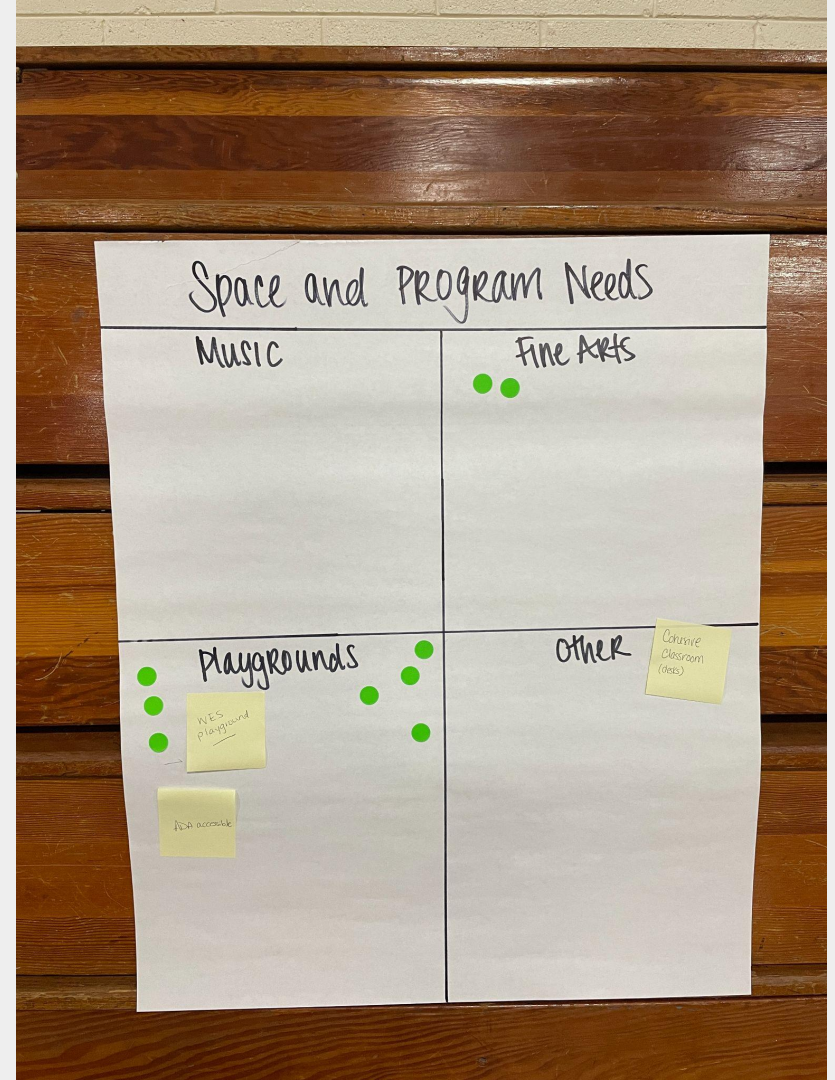 Space and PROgRam Needs
Music
Fine ARts
PlaygRounds
OtheR
Cohesive
Classroom
(desks)
WES
playground
ADA accessible